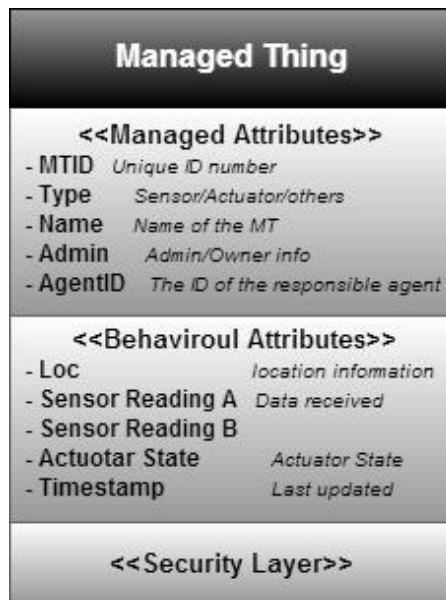 Managed Thing
<<Managed Attributes>>
- MTID Unique ID number
- Type Sensor/Actuator/others
- Name Name of the MT
- Admin Admin/Owner info
- AgentID The ID of the responsible agent
<<Behaviroul Attributes>>
- Loc location information
- Sensor Reading A Data received
- Sensor Reading B
- Actuotar State Actuator State
- Timestamp Last updated
<<Security Layer>>